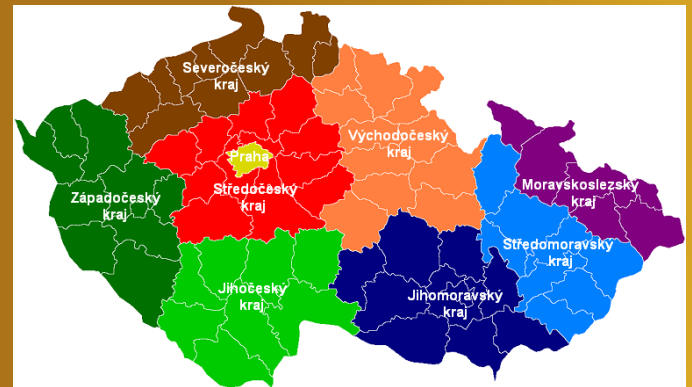 Severočeský
kraj
Východočeský
kraj
Praha
Středočeský
kraj
Západočeský
kraj
Moravskoslezský
kraj
Středomoravský
kraj
Jihočeský
kraj
Jihomoravský
kraj